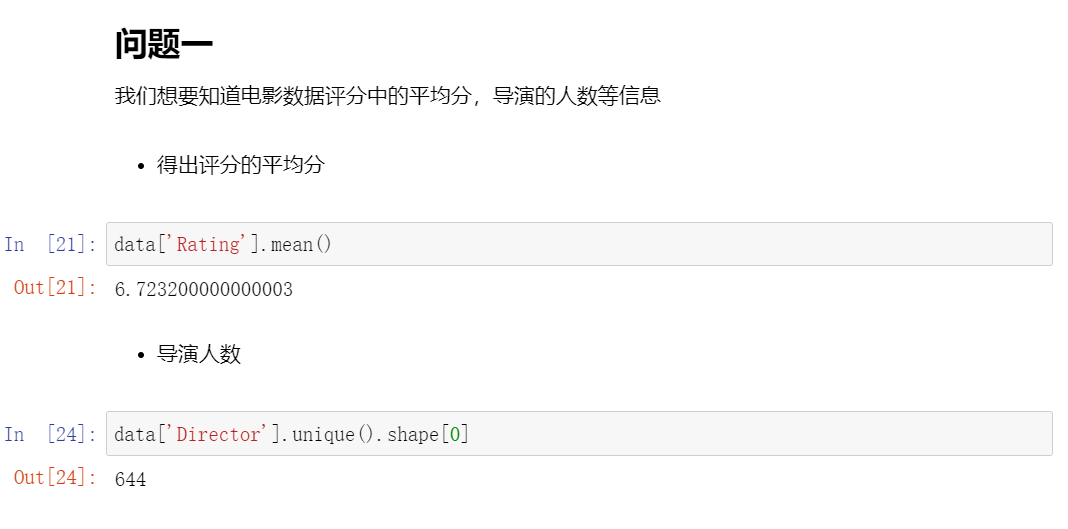 问题一
我们想要知道电影数据评分中的平均分，导演的人数等信息
• 得出评分的平均分
In [21]: data['Rating'].mean()
Out[21]: 6.723200000000003
• 导演人数
In [24]: data['Director'].unique().shape[0]
Out[24]: 644